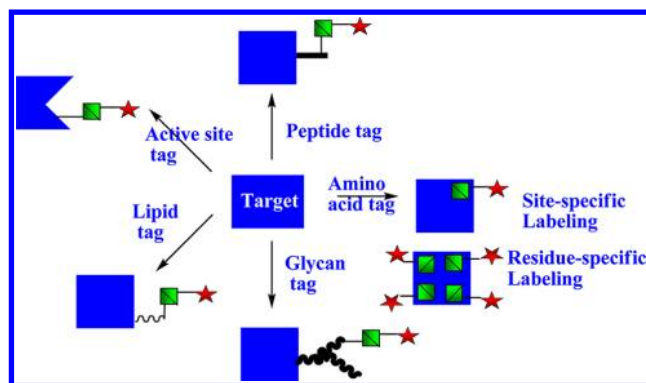 Peptide tag
Active site
tag
Target
Amino
acid tag
Site-specific
Labeling
Lipid
tag
Glycan
tag
Residue-specific
Labeling